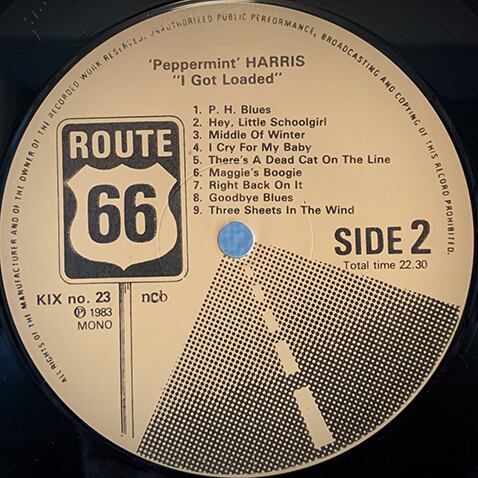 ALL RIGHTS OF THE MANUFACTURER AND OF THE OWNER OF THE RECORDED WORK RESERVED. UNAUTHORIZED PUBLIC PERFORMANCE, BROADCASTING AND COPYING OF THIS RECORD PROHIBITED.
'Peppermint' HARRIS
"I Got Loaded"
1. P. H. Blues
2. Hey, Little Schoolgirl
3. Middle Of Winter
4. I Cry For My Baby
5. There's A Dead Cat On The Line
6. Maggie's Boogie
7. Right Back On It
8. Goodbye Blues
9. Three Sheets In The Wind
ROUTE
66
SIDE 2
Total time 22.30
KIX no. 23 ncb
℗ 1983
MONO